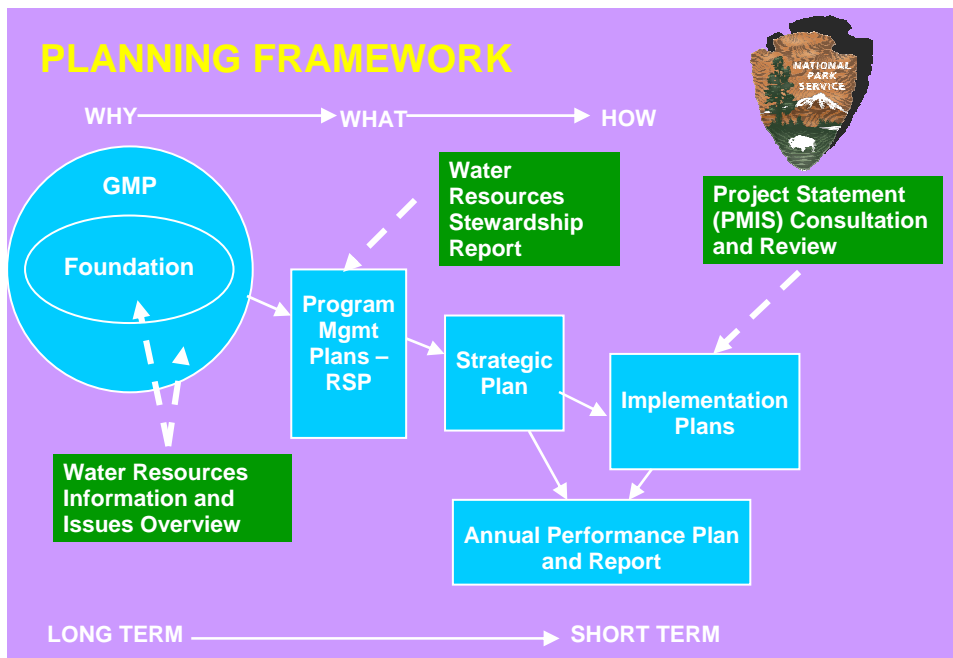 PLANNING FRAMEWORK
NATIONAL
PARK
SERVICE
WHY
WHAT
HOW
GMP
Foundation
Water
Resources
Stewardship
Report
Project Statement
(PMIS) Consultation
and Review
Program
Mgmt
Plans –
RSP
Strategic
Plan
Implementation
Plans
Water Resources
Information and
Issues Overview
Annual Performance Plan
and Report
LONG TERM
SHORT TERM